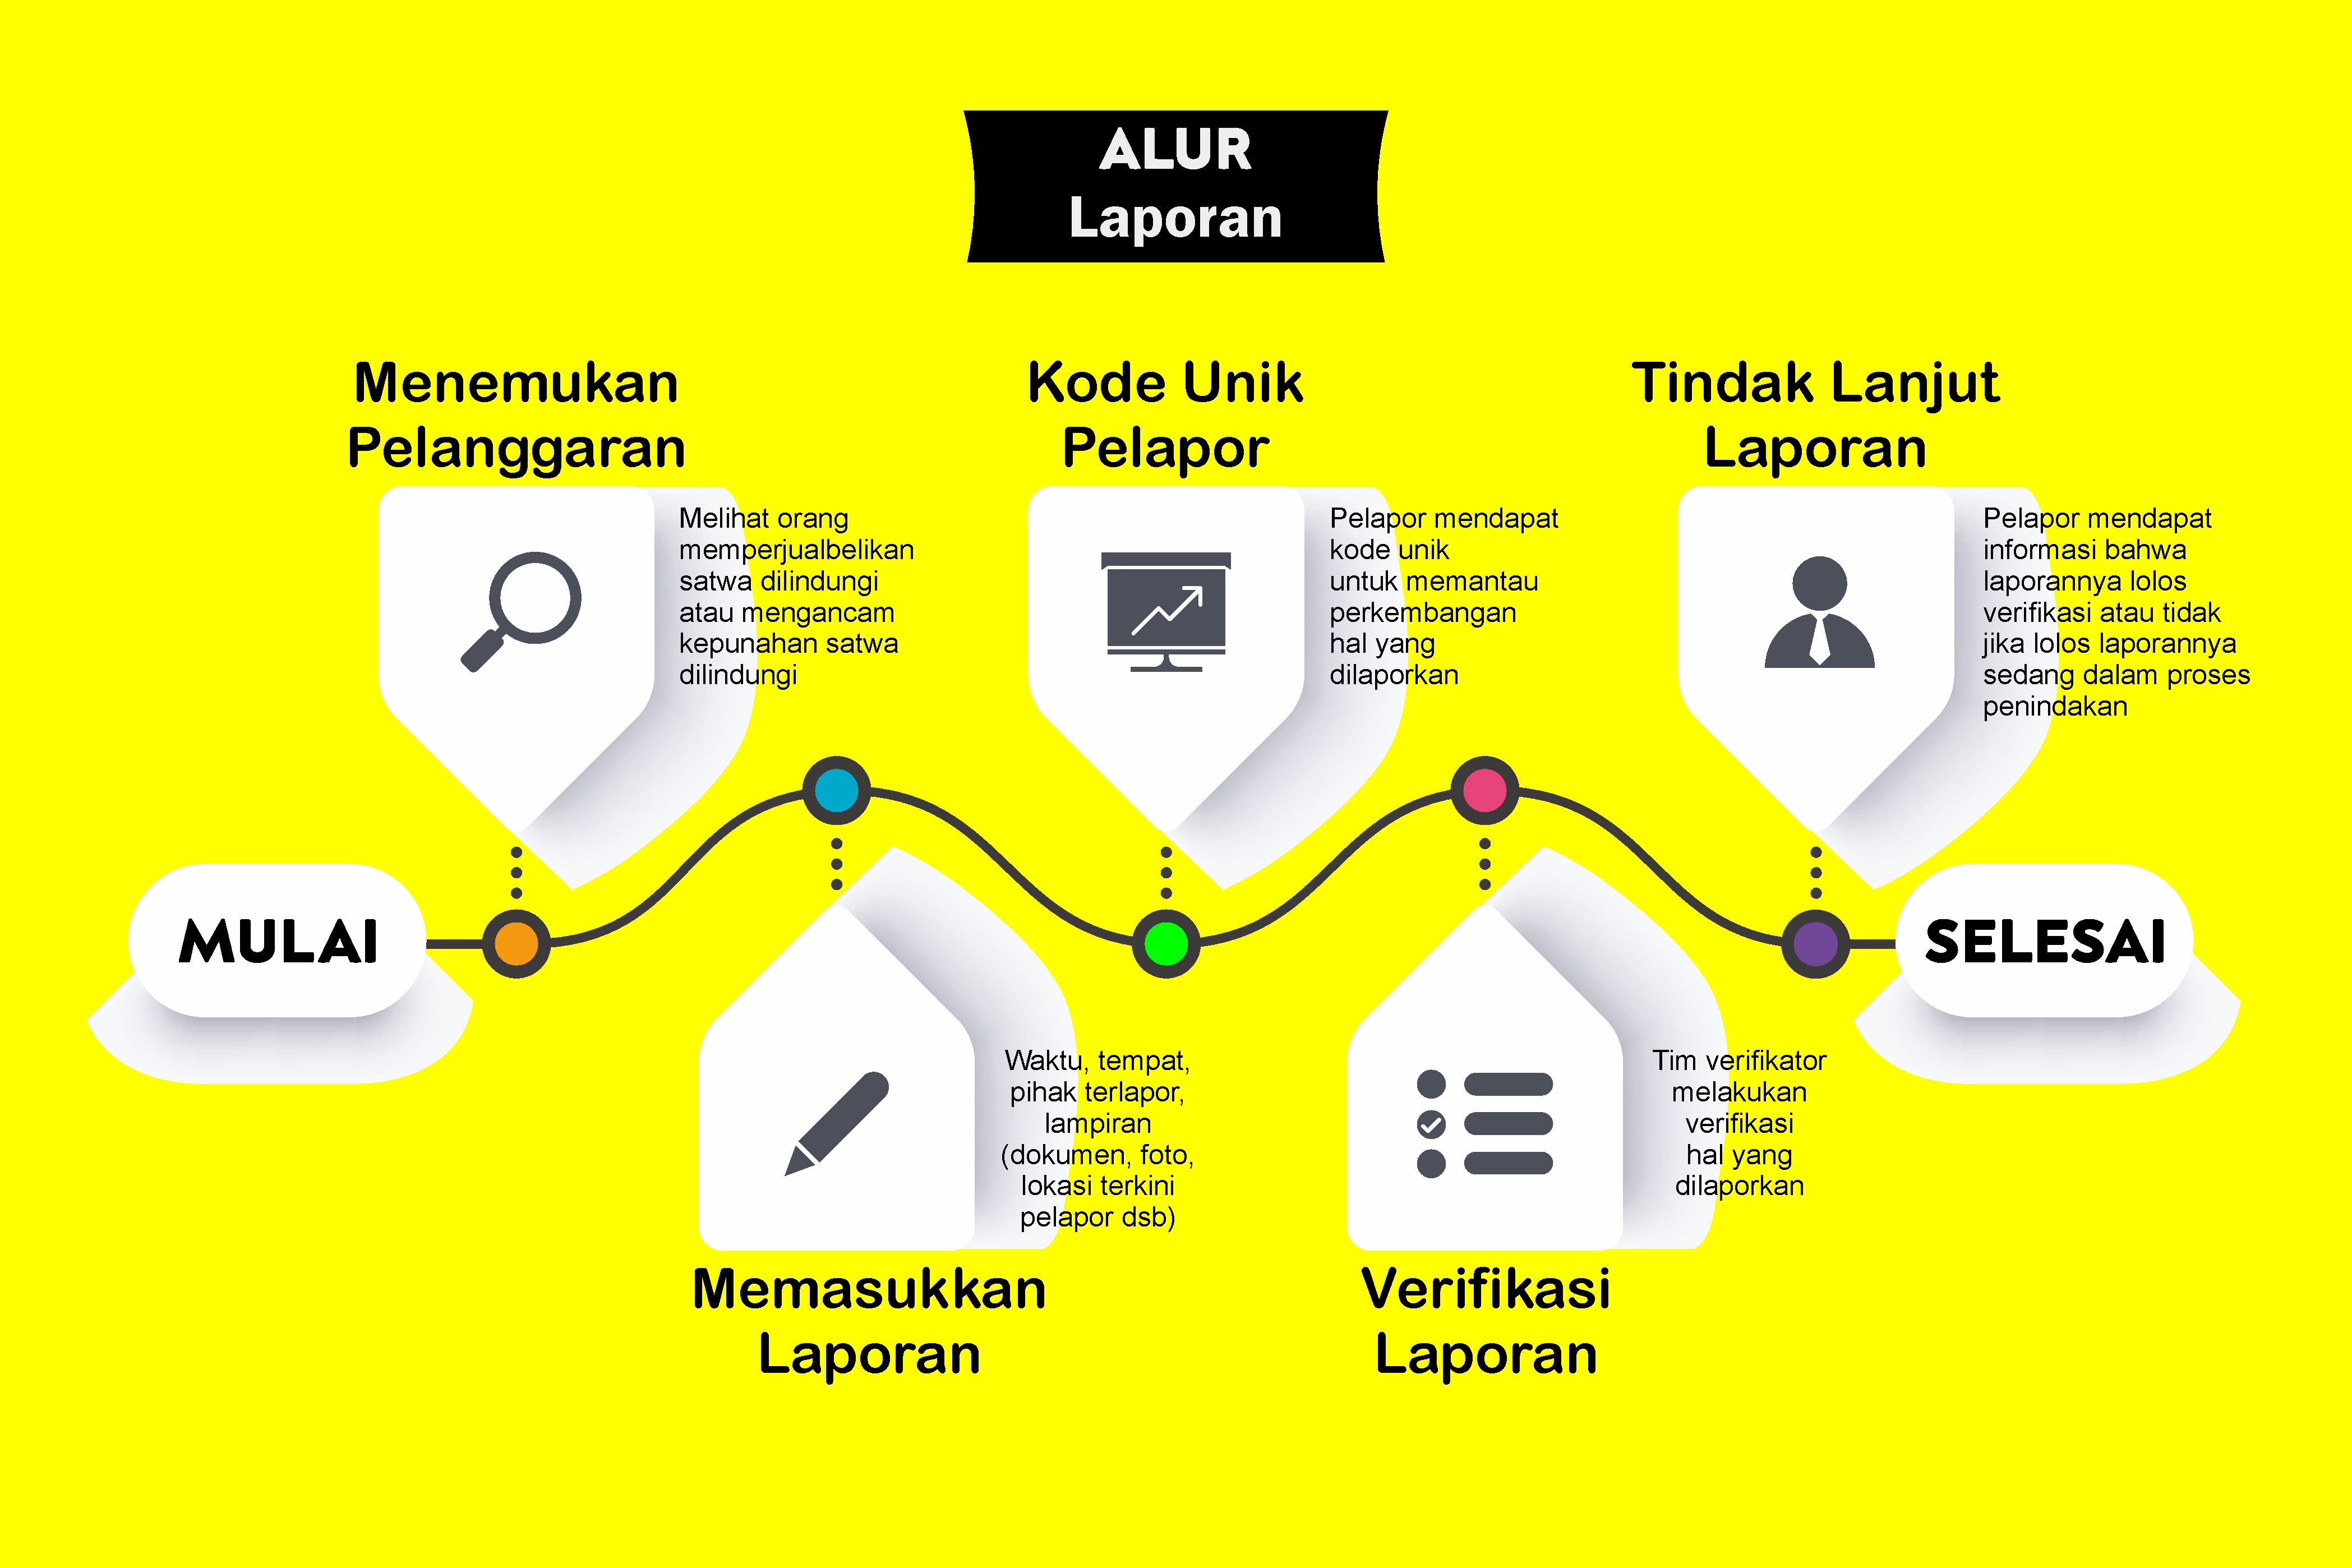 ALUR
Laporan
Menemukan
Pelanggaran
Melihat orang
memperjualbelikan
satwa dilindungi
atau mengancam
kepunahan satwa
dilindungi
Kode Unik
Pelapor
Pelapor mendapat
kode unik
untuk memantau
perkembangan
hal yang
dilaporkan
Tindak Lanjut
Laporan
Pelapor mendapat
informasi bahwa
laporannya lolos
verifikasi atau tidak
jika lolos laporannya
sedang dalam proses
penindakan
MULAI
SELESAI
Waktu, tempat,
pihak terlapor,
lampiran
(dokumen, foto,
lokasi terkini
pelapor dsb)
Memasukkan
Laporan
Tim verifikator
melakukan
verifikasi
hal yang
dilaporkan
Verifikasi
Laporan